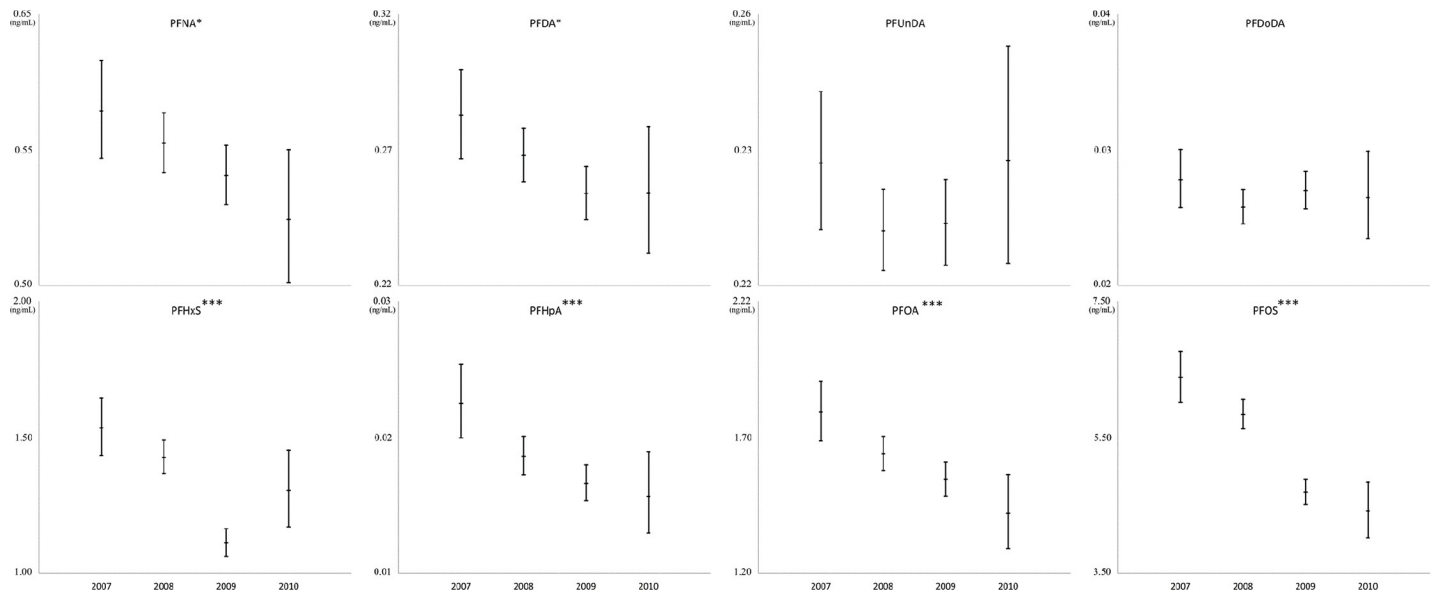 0.65
(ng/mL)
PFNA*
0.55
0.50
0.32
(ng/mL)
PFDA*
0.27
0.22
0.26
(ng/mL)
PFUnDA
0.23
0.22
0.04
(ng/mL)
PFDoDA
0.03
0.02
2.00
(ng/mL)
PFHxS***
1.50
1.00
2007 2008 2009 2010
0.03
(ng/mL)
PFHpA***
0.02
0.01
2007 2008 2009 2010
2.22
(ng/mL)
PFOA***
1.70
1.20
2007 2008 2009 2010
7.50
(ng/mL)
PFOS***
5.50
3.50
2007 2008 2009 2010